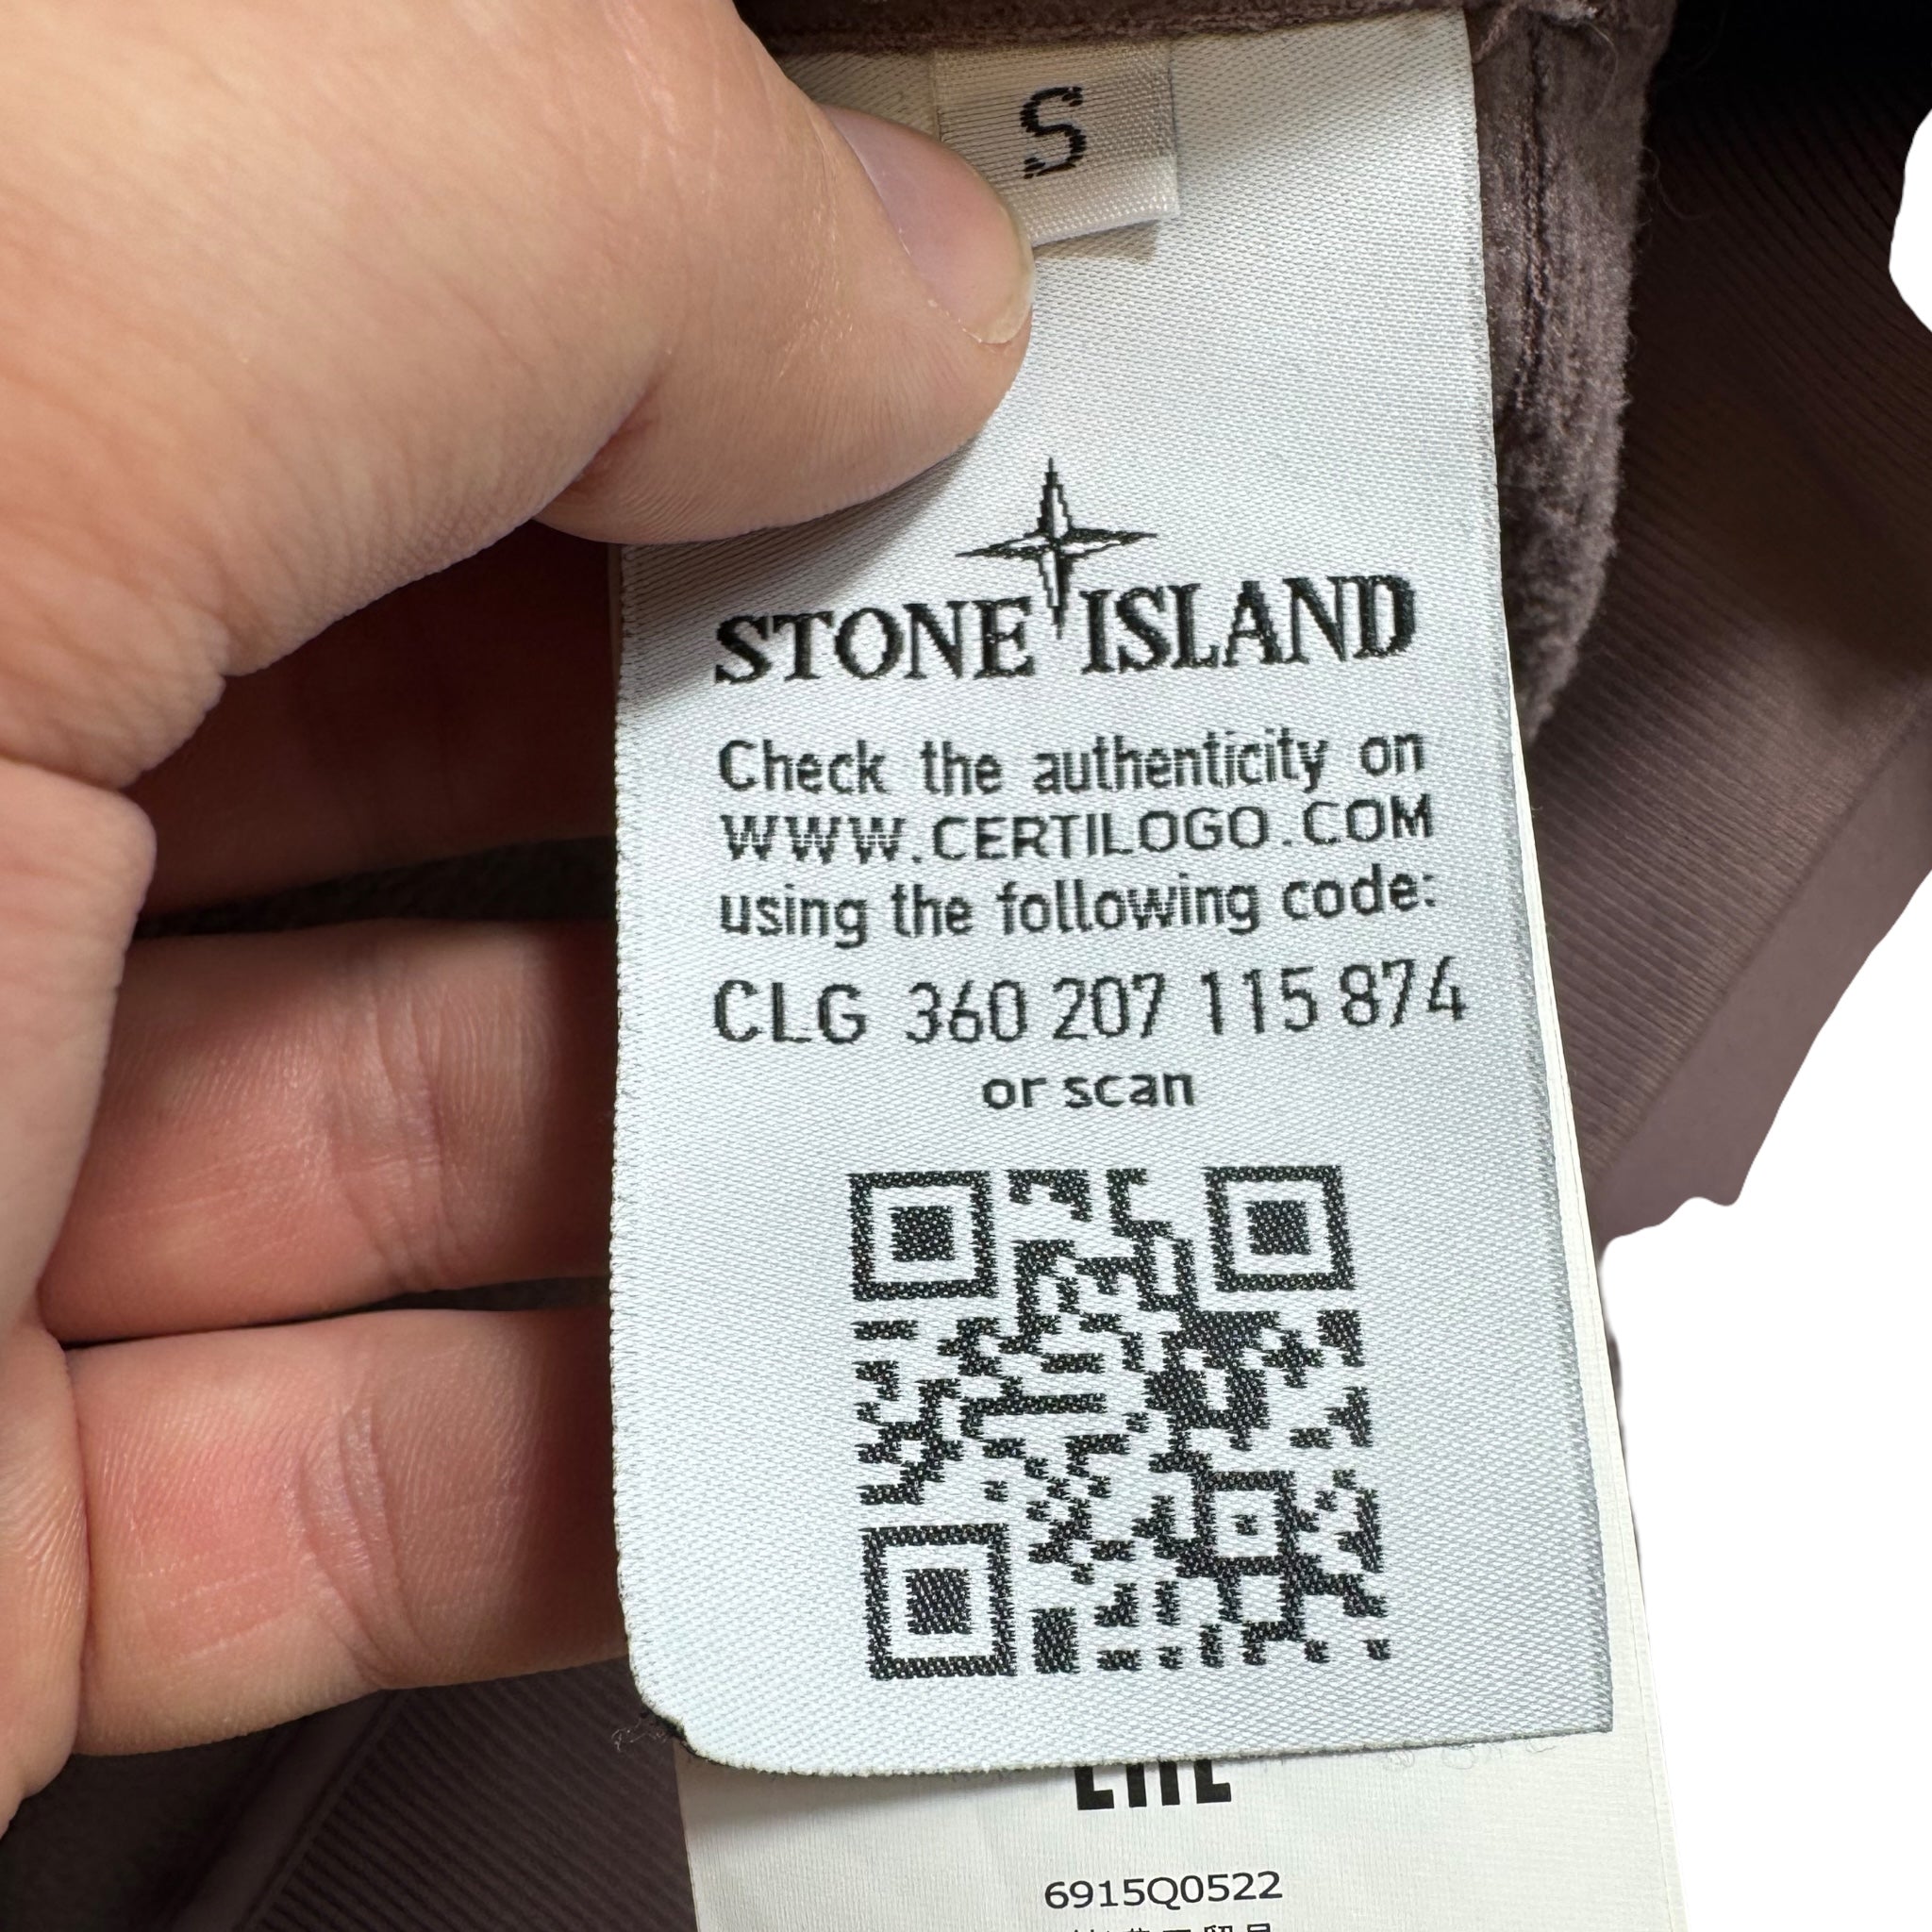 S
STONE ISLAND
Check the authenticity on
WWW.CERTILOGO.COM
using the following code:
CLG 360 207 115 874
or scan
6915Q0522